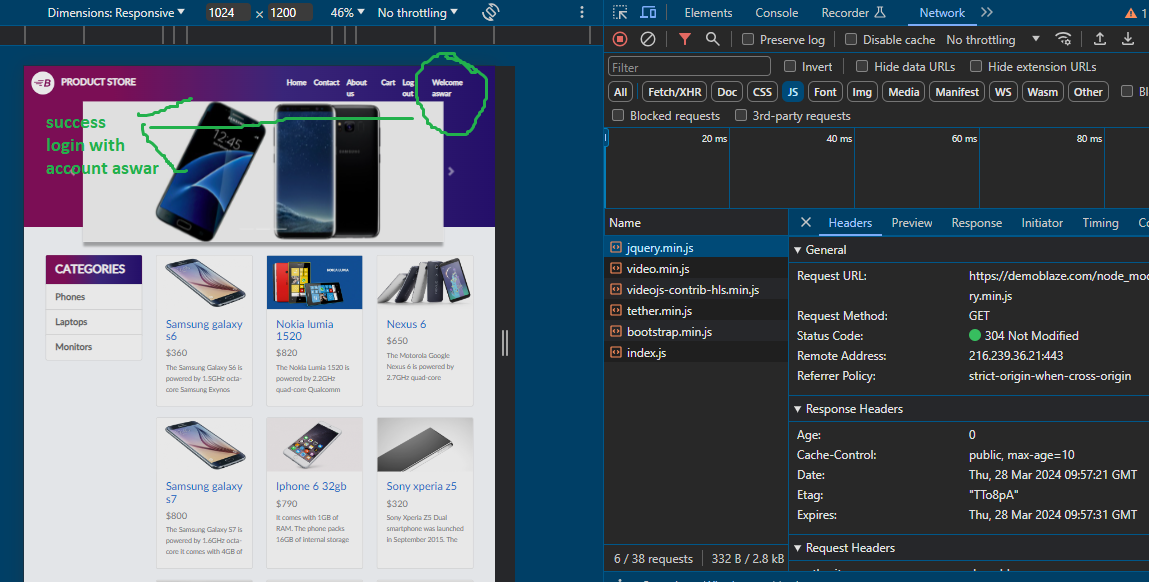 Dimensions: Responsive 1024 × 1200 46% No throttling
Elements Console Recorder Network 1
Preserve log Disable cache No throttling
Filter Invert Hide data URLs Hide extension URLs
All Fetch/XHR Doc CSS JS Font Img Media Manifest WS Wasm Other
Blocked requests 3rd-party requests
20 ms 40 ms 60 ms 80 ms
PRODUCT STORE
Home Contact About us Cart Log out Welcome aswar
success
login with
account aswar
12:45
CATEGORIES
Phones
Laptops
Monitors
NOKIA LUMIA
Samsung galaxy
s6
$360
The Samsung Galaxy S6 is
powered by 1.5GHz octa-
core Samsung Exynos
Nokia lumia
1520
$820
The Nokia Lumia 1520 is
powered by 2.2GHz
quad-core Qualcomm
Nexus 6
$650
The Motorola Google
Nexus 6 is powered by
2.7GHz quad-core
Samsung galaxy
s7
$800
The Samsung Galaxy S7 is
powered by 1.6GHz octa-
core it comes with 4GB of
Iphone 6 32gb
$790
It comes with 1GB of
RAM. The phone packs
16GB of internal storage
Sony xperia z5
$320
Sony Xperia Z5 Dual
smartphone was launched
in September 2015. The
Name
jquery.min.js
video.min.js
videojs-contrib-hls.min.js
tether.min.js
bootstrap.min.js
index.js
6 / 38 requests 332 B / 2.8 kB
Headers Preview Response Initiator Timing
General
Request URL: https://demoblaze.com/node_mo
ry.min.js
Request Method: GET
Status Code: 304 Not Modified
Remote Address: 216.239.36.21:443
Referrer Policy: strict-origin-when-cross-origin
Response Headers
Age: 0
Cache-Control: public, max-age=10
Date: Thu, 28 Mar 2024 09:57:21 GMT
Etag: "TTo8pA"
Expires: Thu, 28 Mar 2024 09:57:31 GMT
Request Headers